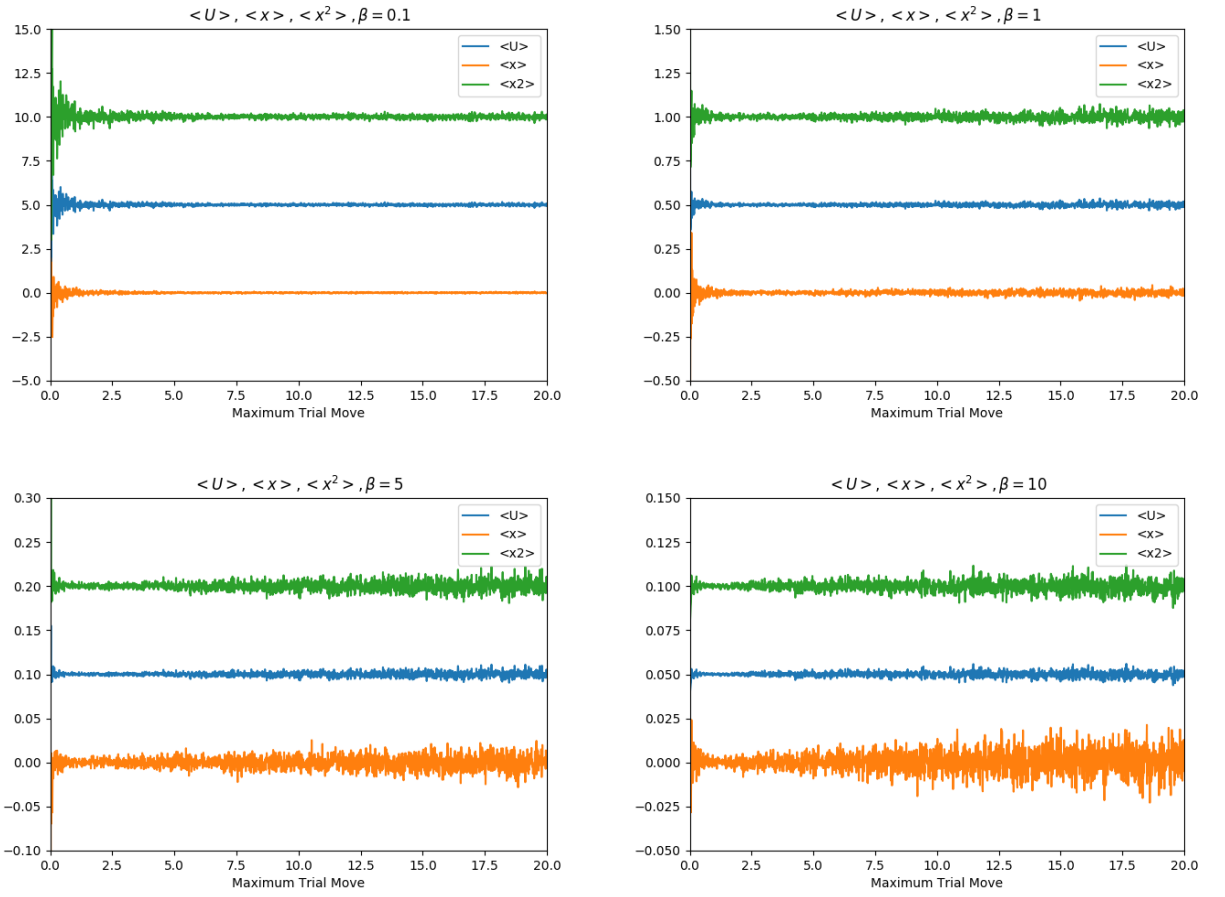 <U>, <x>, <x²>, β = 0.1
15.0
12.5
10.0
7.5
5.0
2.5
0.0
−2.5
−5.0
<U>
<x>
<x2>
0.0 2.5 5.0 7.5 10.0 12.5 15.0 17.5 20.0
Maximum Trial Move
<U>, <x>, <x²>, β = 1
1.50
1.25
1.00
0.75
0.50
0.25
0.00
−0.25
−0.50
<U>
<x>
<x2>
0.0 2.5 5.0 7.5 10.0 12.5 15.0 17.5 20.0
Maximum Trial Move
<U>, <x>, <x²>, β = 5
0.30
0.25
0.20
0.15
0.10
0.05
0.00
−0.05
−0.10
<U>
<x>
<x2>
0.0 2.5 5.0 7.5 10.0 12.5 15.0 17.5 20.0
Maximum Trial Move
<U>, <x>, <x²>, β = 10
0.150
0.125
0.100
0.075
0.050
0.025
0.000
−0.025
−0.050
<U>
<x>
<x2>
0.0 2.5 5.0 7.5 10.0 12.5 15.0 17.5 20.0
Maximum Trial Move